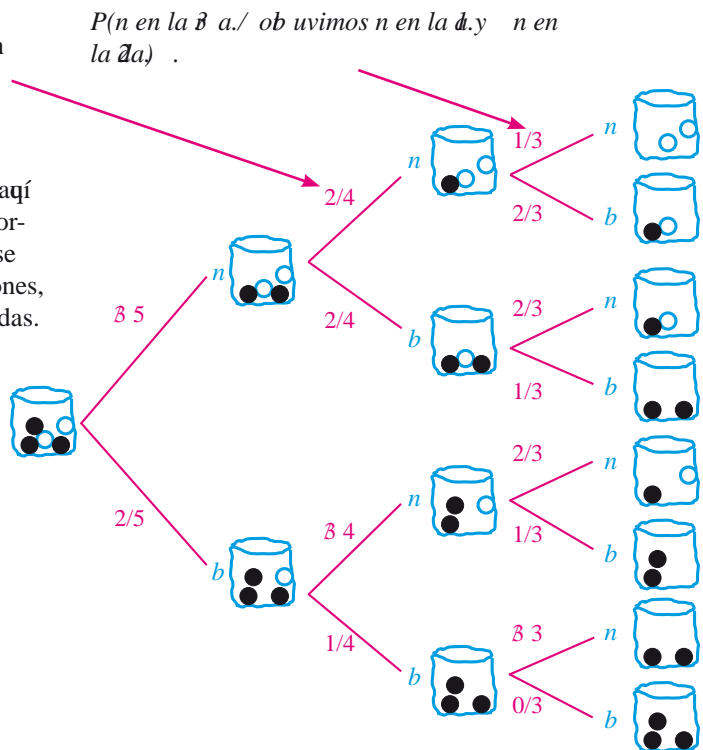 P(n en la 3 a./ ob uvimos n en la 1.y n en
la 2a.) .
n
aquí
or-
se
ones,
das.
n
1/3
n
2/4
2/3
b
n
3 5
2/4
b
2/3
n
1/3
b
2/5
n
3 4
2/3
n
1/3
b
b
1/4
b
3 3
n
0/3
b